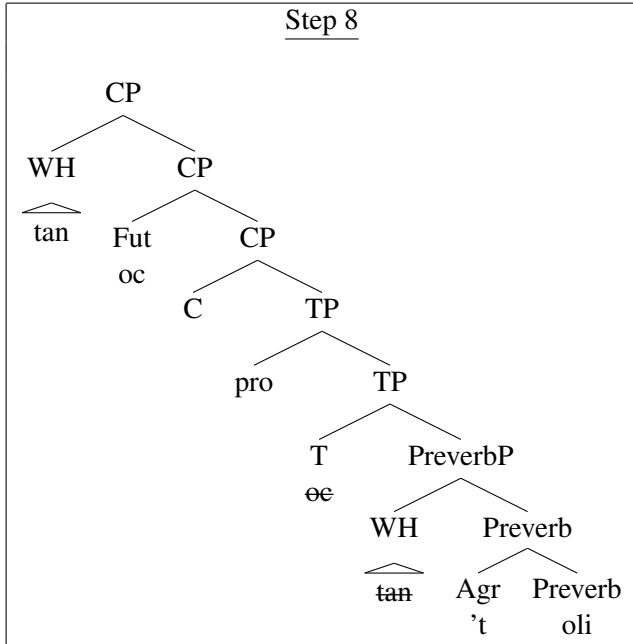 Step 8
CP
WH CP
tan Fut CP
oc
C TP
pro TP
T PreverbP
oc
WH Preverb
tan Agr Preverb
't oli